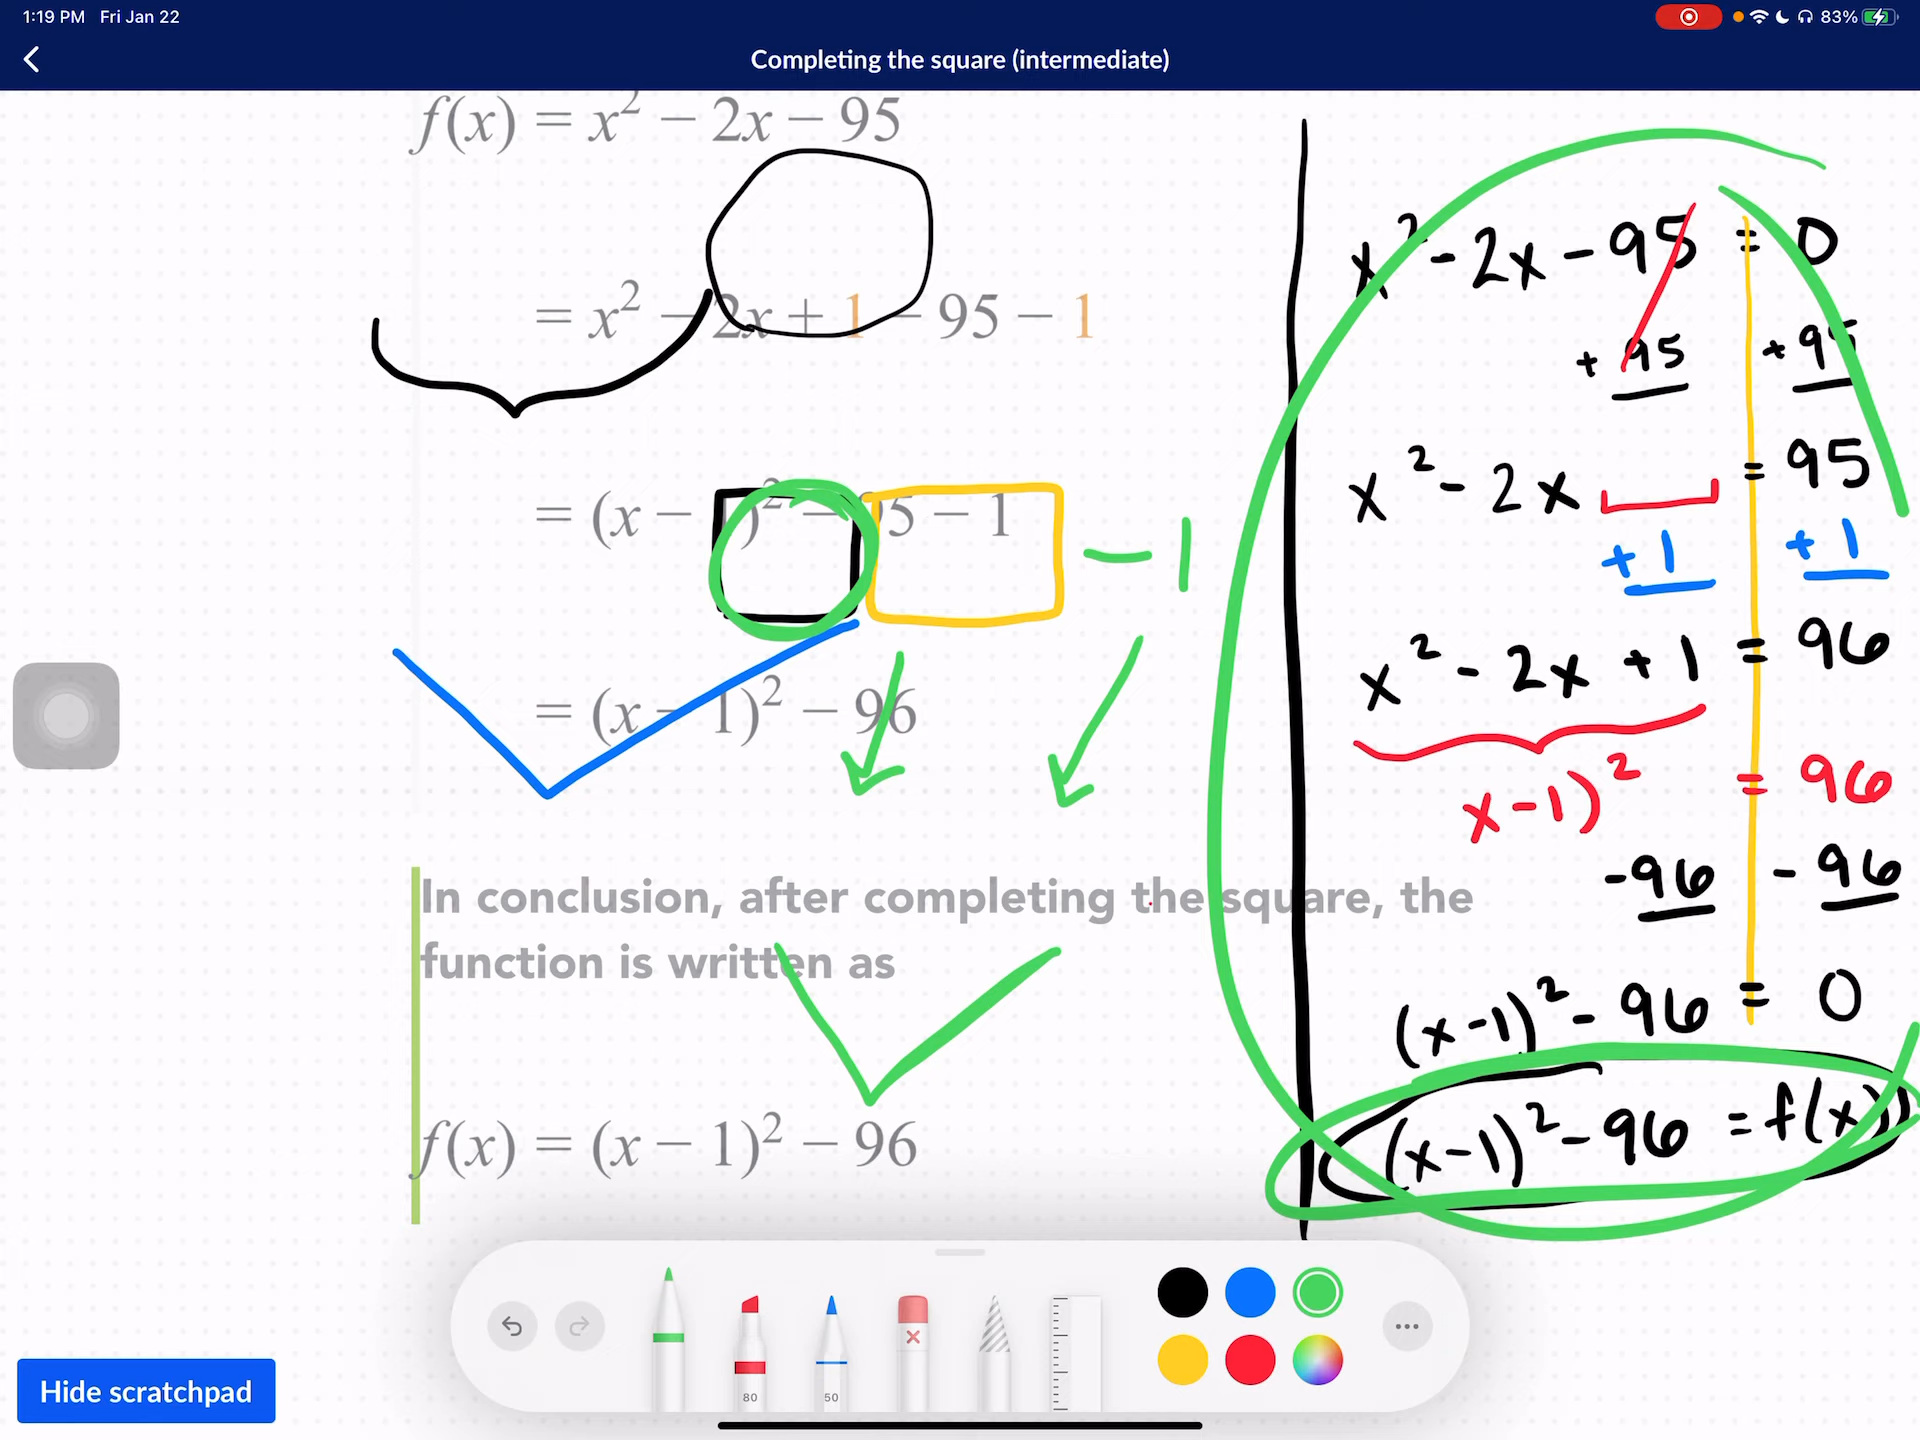 1:19 PM Fri Jan 22
83%
Completing the square (intermediate)
f(x) = x² − 2x − 95
= x² − 2x + 1 − 95 − 1
= (x − 1)² − 95 − 1
− 1
= (x − 1)² − 96
In conclusion, after completing the square, the
function is written as
f(x) = (x − 1)² − 96
x² - 2x - 95 = 0
+ 95 + 95
x² - 2x = 95
+ 1 + 1
x² - 2x + 1 = 96
x - 1)² = 96
- 96 - 96
(x - 1)² - 96 = 0
(x - 1)² - 96 = f(x)
80
50
Hide scratchpad